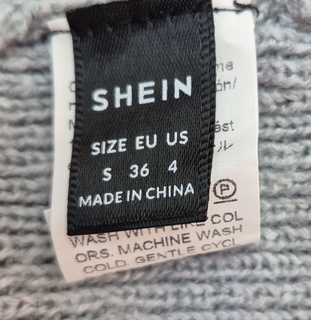 SHEIN
SIZE EU US
S 36 4
MADE IN CHINA
P
WASH WITH LIKE COL
ORS. MACHINE WASH
COLD. GENTLE CYCL